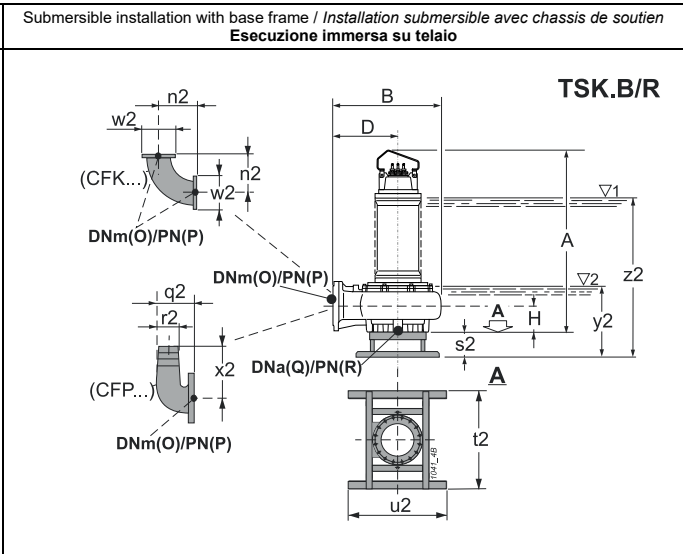 Submersible installation with base frame / Installation submersible avec chassis de soutien
Esecuzione immersa su telaio
TSK.B/R
B
D
n2
w2
n2
w2
(CFK...)
DNm(O)/PN(P)
1
A
z2
DNm(O)/PN(P)
2
q2
r2
A
H
y2
s2
x2
DNa(Q)/PN(R)
(CFP...)
A
DNm(O)/PN(P)
t2
1041_4B
u2